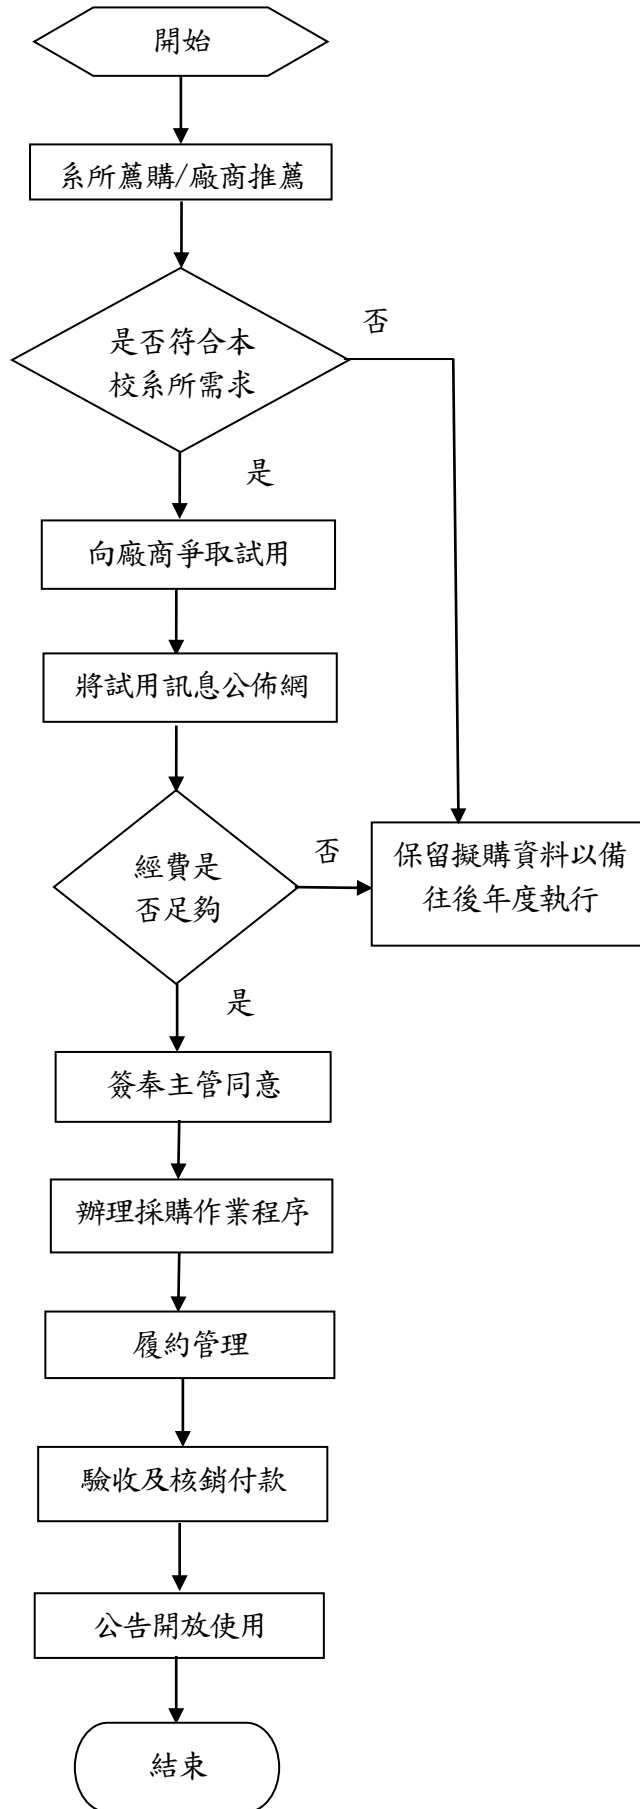 開始
系所薦購/廠商推薦
是否符合本
校系所需求
否
是
向廠商爭取試用
將試用訊息公佈網
經費是
否足夠
否
保留擬購資料以備
往後年度執行
是
簽奉主管同意
辦理採購作業程序
履約管理
驗收及核銷付款
公告開放使用
結束